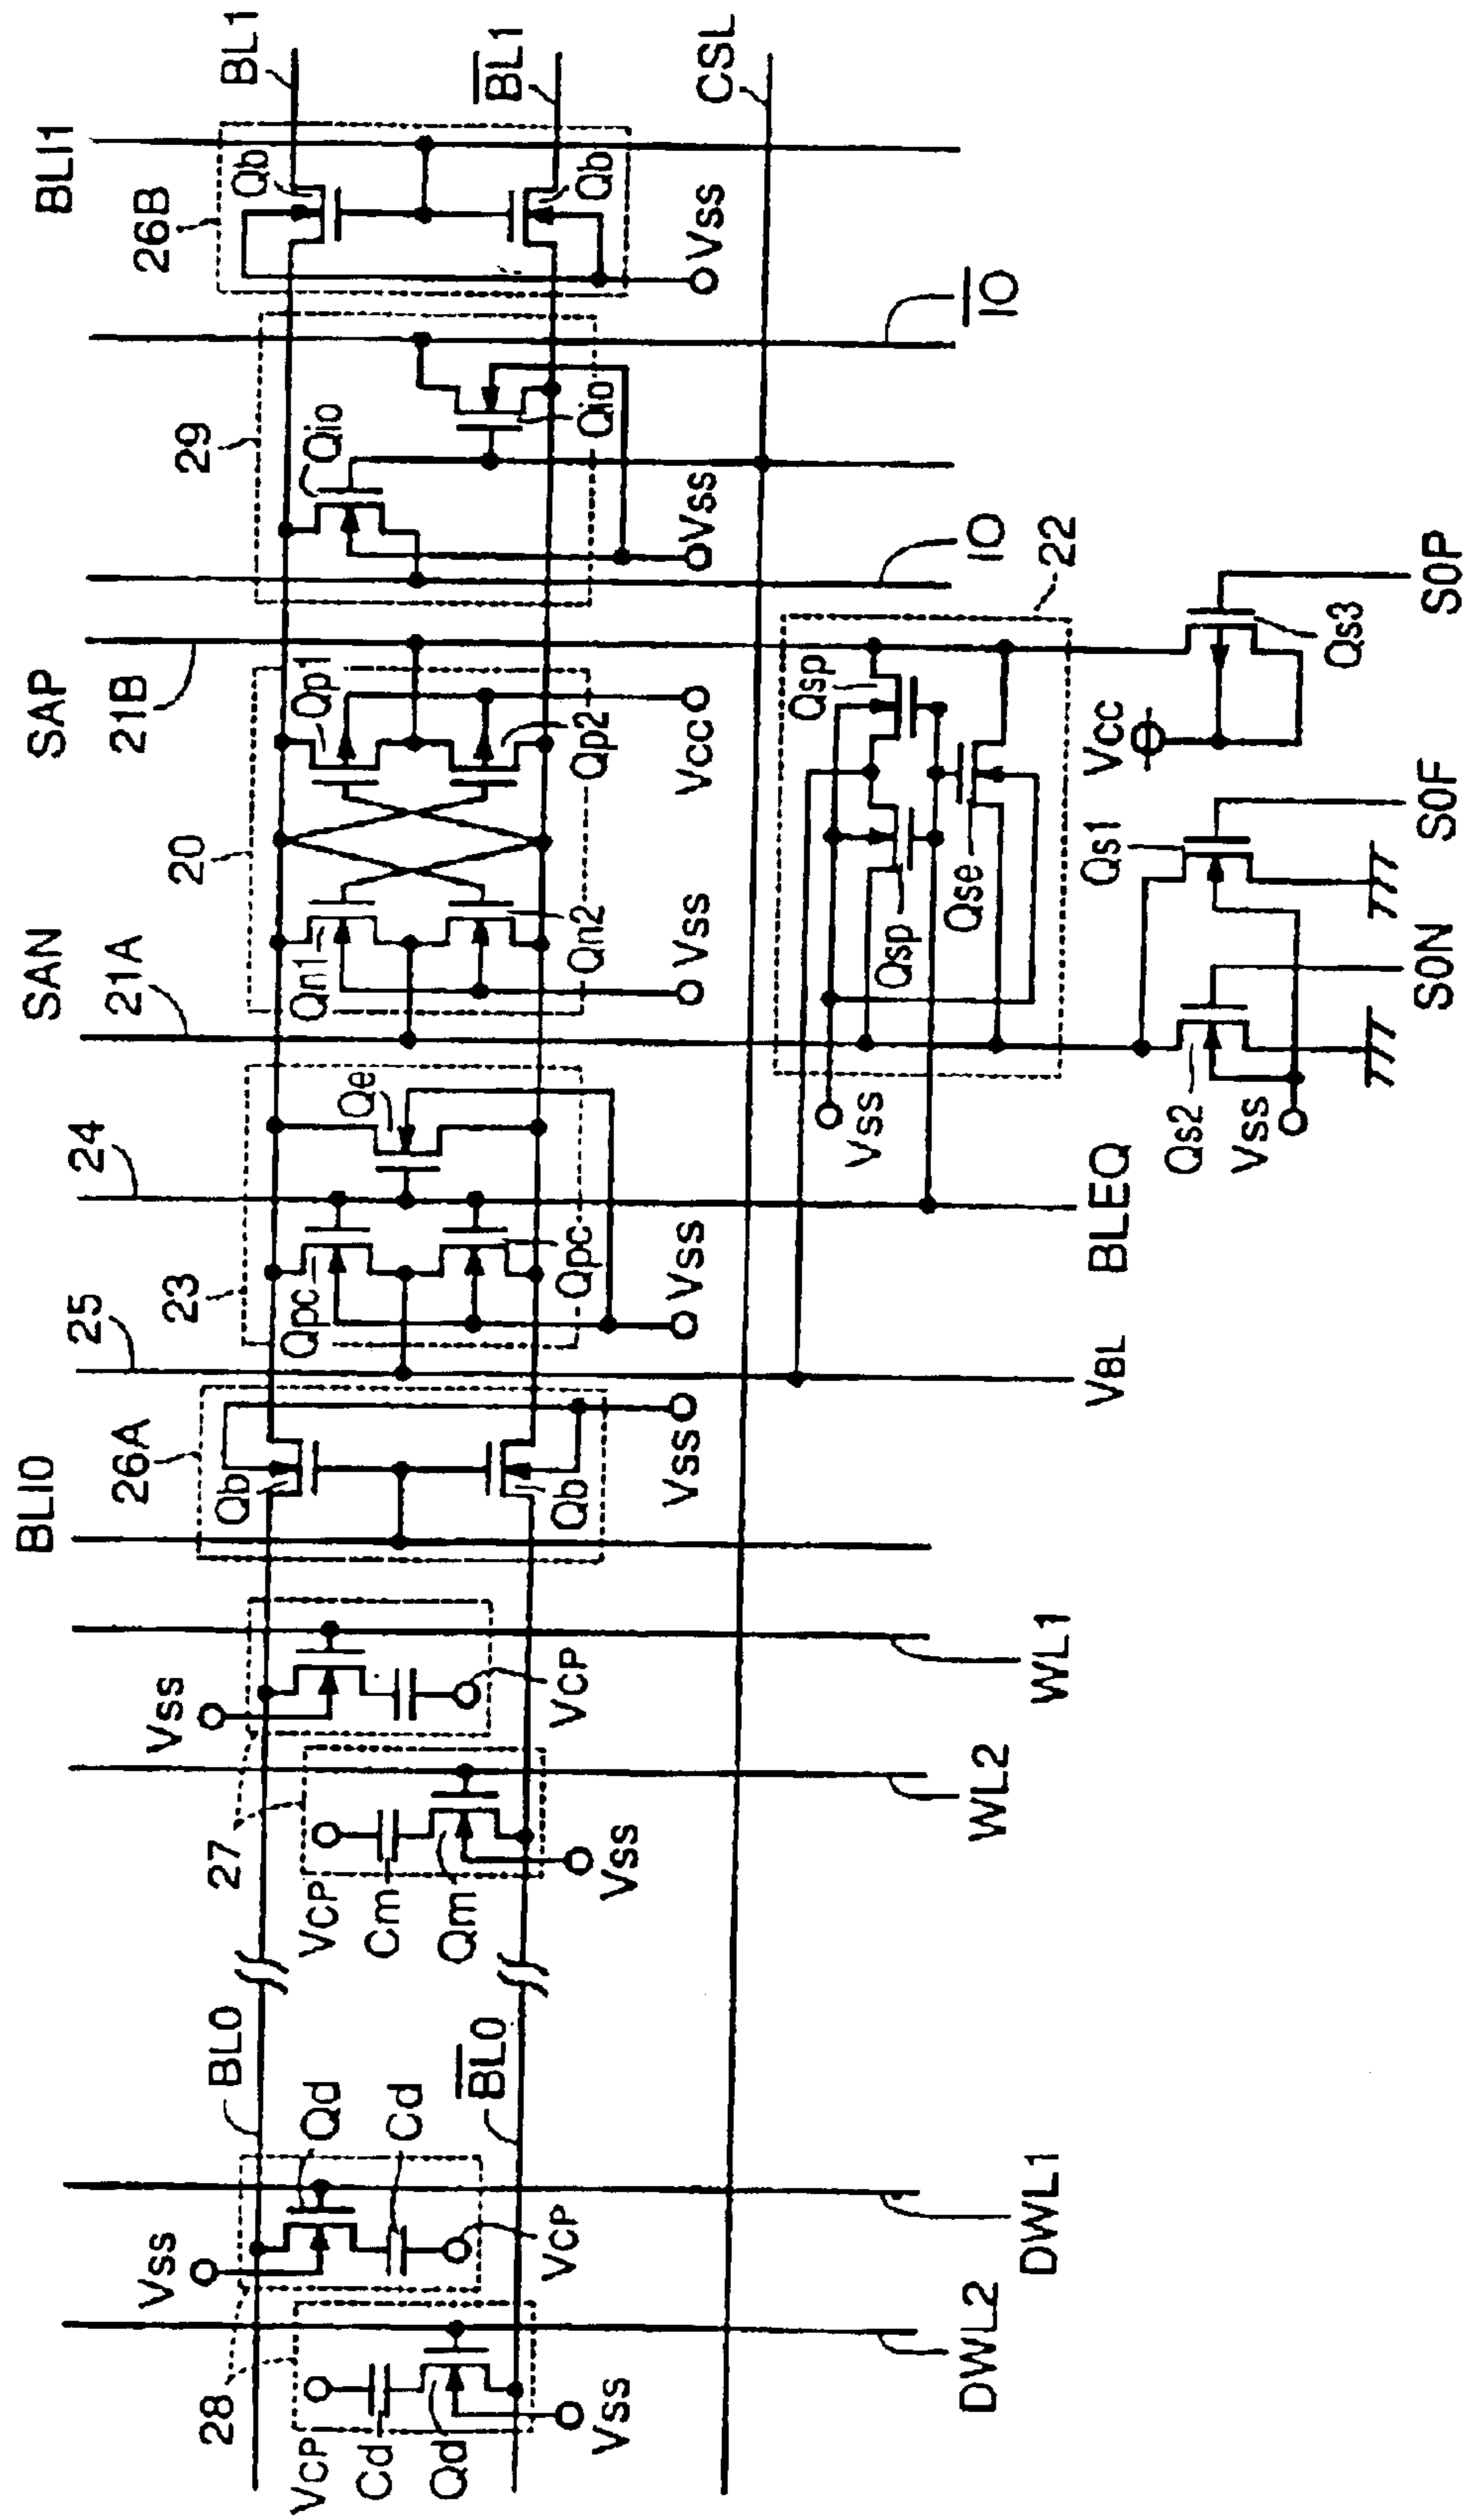 BLI0
SAN
SAP
BLI1
25
24
21A
21B
26A
26B
Vss
Vss
23
20
29
28
BL0
27
Qb
Qb
BL1
VCP
Qd
VCP
Qpc
Qn1
Qp1
Qio
Cd
Cd
Cm
Qe
Qd
BL0
Qm
VCP
VCP
Qb
Qpc
Qn2
Qp2
Qio
Qb
BL1
Vss
Vss
Vss
Vss
Vss
Vcc
Vss
Vss
CSL
Qsp
Vss
Qsp
Qse
IO
IO
DWL2
WL2
DWL1
WL1
22
VBL
BLEQ
Qs1
Vcc
Qs2
Vss
Qs3
SON
SOF
SOP